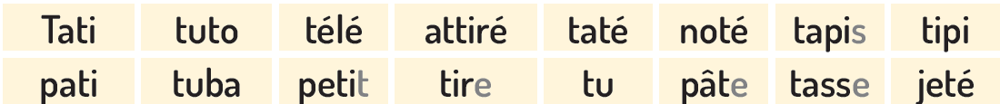 Tati tuto télé attiré taté noté tapis tipi
pati tuba petit tire tu pâte tasse jeté